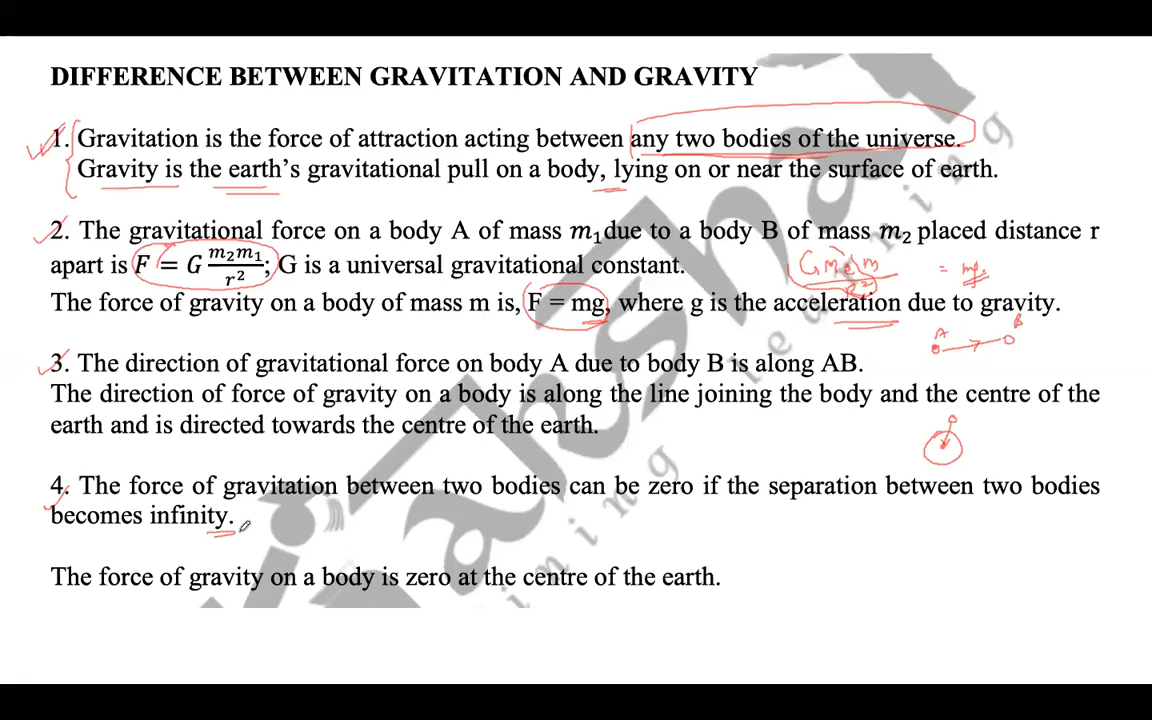 DIFFERENCE BETWEEN GRAVITATION AND GRAVITY
1. Gravitation is the force of attraction acting between any two bodies of the universe.
Gravity is the earth's gravitational pull on a body, lying on or near the surface of earth.
2. The gravitational force on a body A of mass m₁due to a body B of mass m₂ placed distance r
apart is F = G m₂m₁/r²; G is a universal gravitational constant.
The force of gravity on a body of mass m is, F = mg, where g is the acceleration due to gravity.
A B
3. The direction of gravitational force on body A due to body B is along AB.
The direction of force of gravity on a body is along the line joining the body and the centre of the
earth and is directed towards the centre of the earth.
4. The force of gravitation between two bodies can be zero if the separation between two bodies
becomes infinity.
The force of gravity on a body is zero at the centre of the earth.